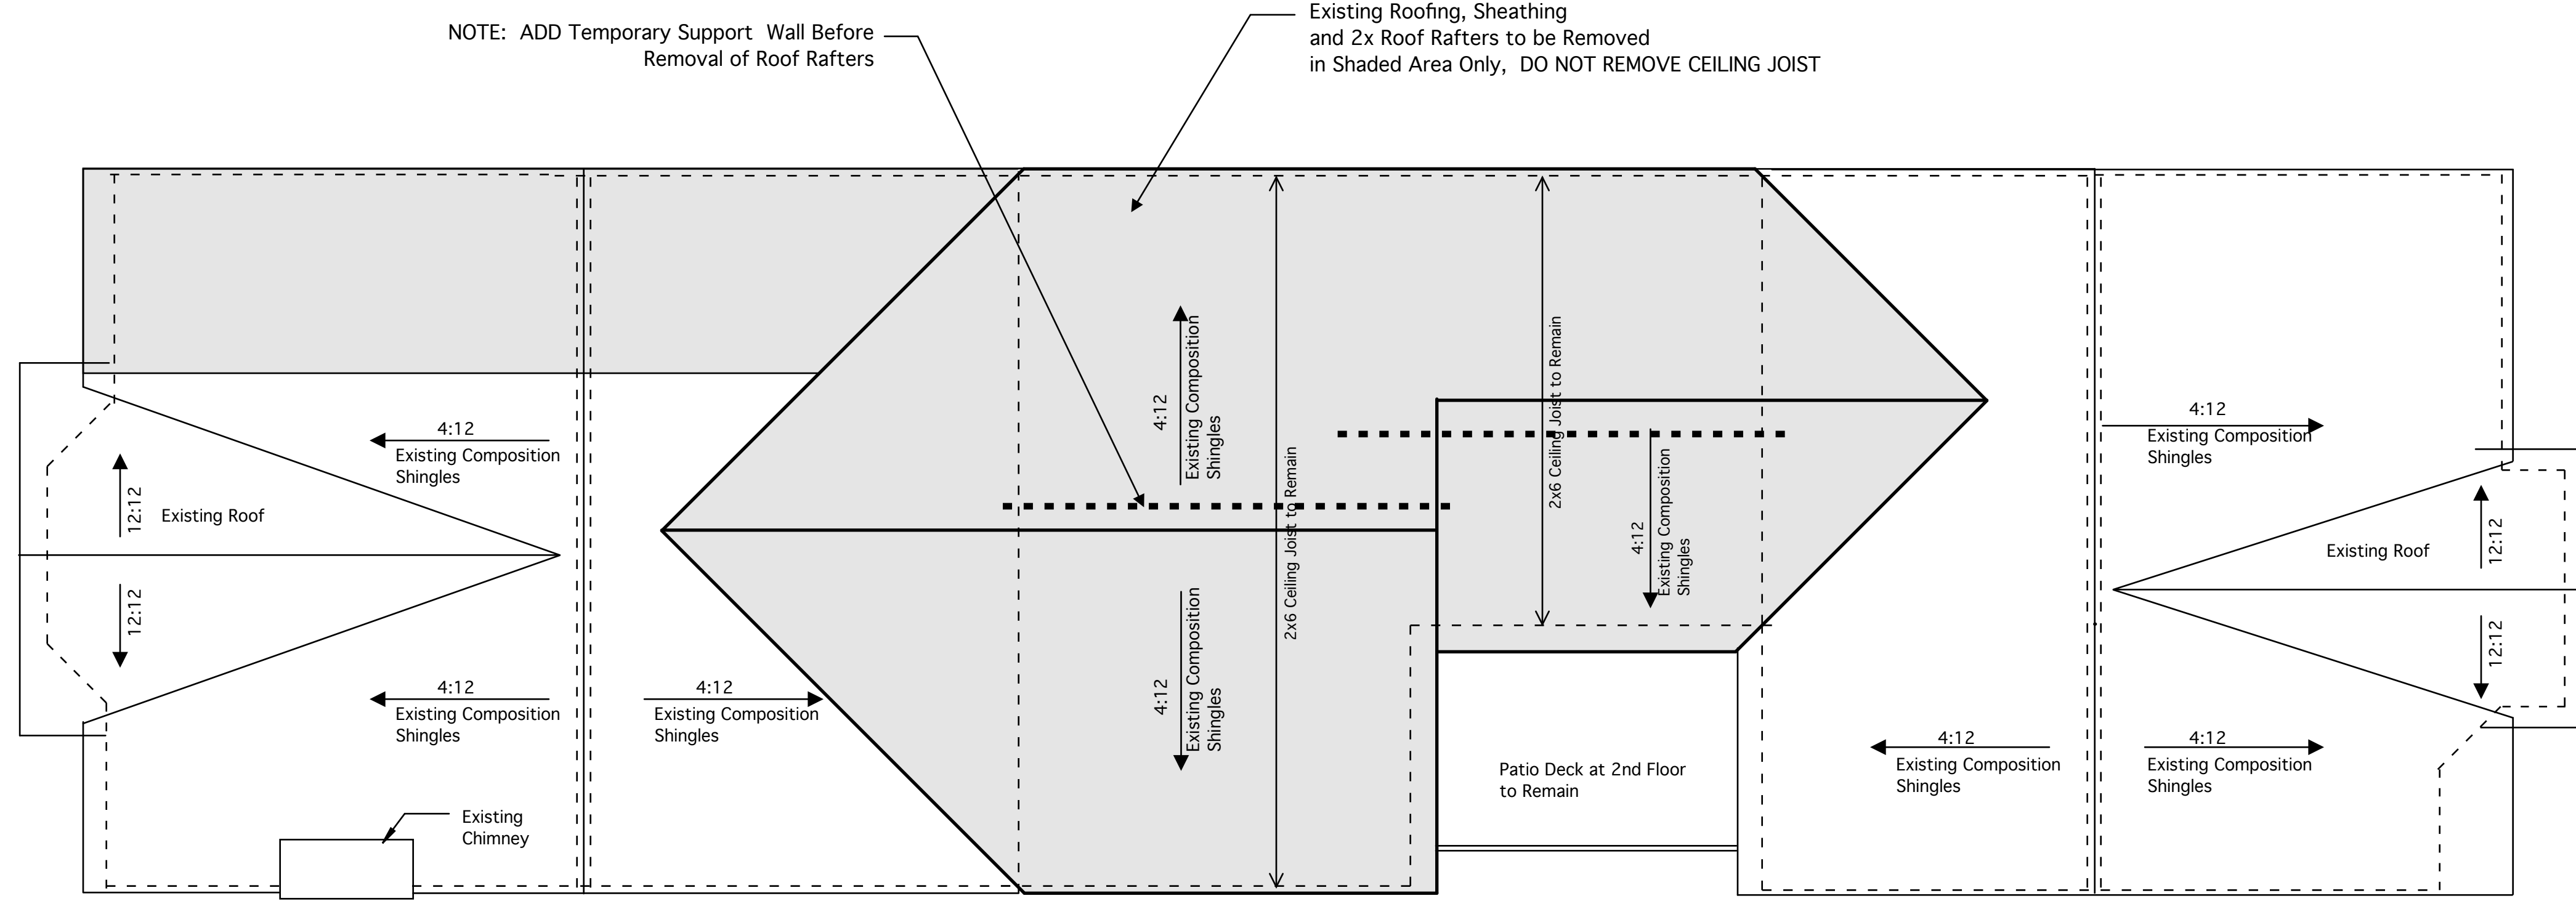 Existing Roofing, Sheathing
and 2x Roof Rafters to be Removed
in Shaded Area Only, DO NOT REMOVE CEILING JOIST
NOTE: ADD Temporary Support Wall Before
Removal of Roof Rafters
4:12
Existing Composition
Shingles
12:12
Existing Roof
12:12
4:12
Existing Composition
Shingles
Existing
Chimney
4:12
Existing Composition
Shingles
4:12
Existing Composition
Shingles
4:12
Existing Composition
Shingles
2x6 Ceiling Joist to Remain
2x6 Ceiling Joist to Remain
4:12
Existing Composition
Shingles
Patio Deck at 2nd Floor
to Remain
4:12
Existing Composition
Shingles
4:12
Existing Composition
Shingles
Existing Roof
12:12
12:12
4:12
Existing Composition
Shingles